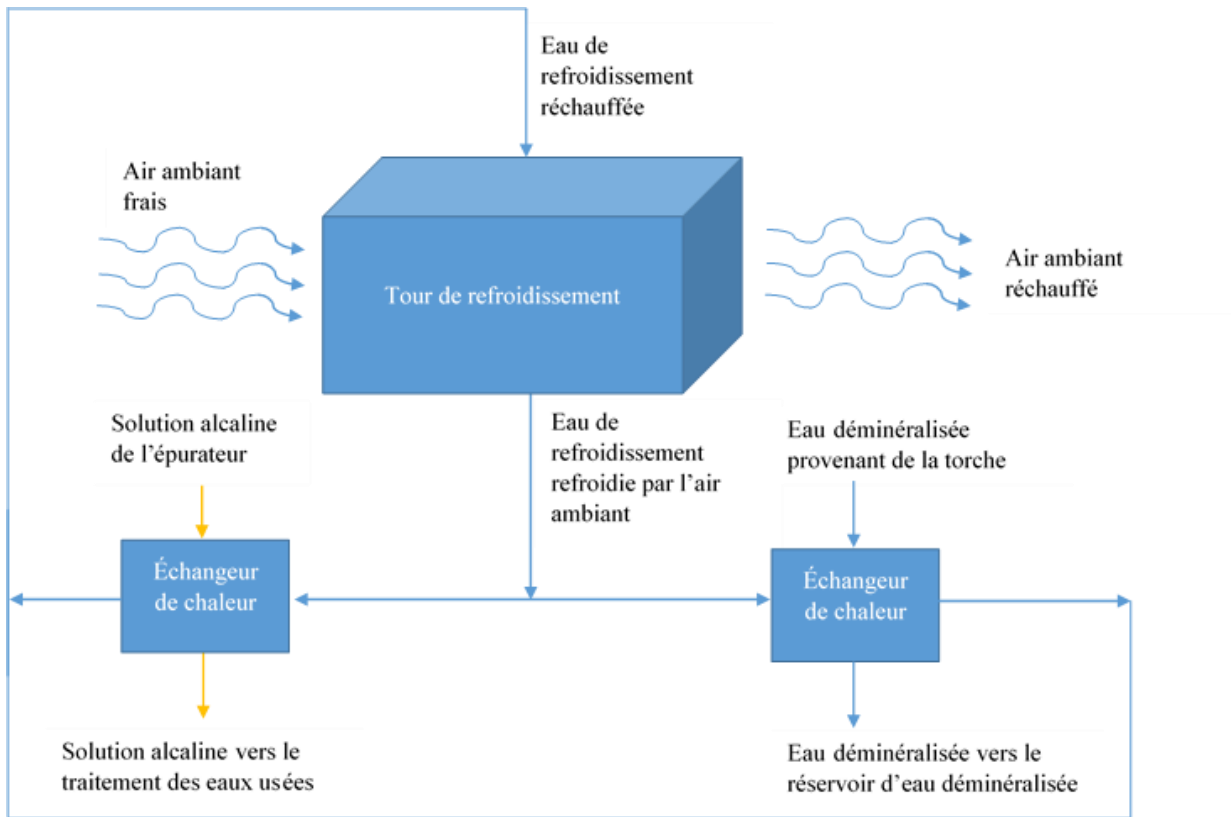 Eau de
refroidissement
réchauffée
Air ambiant
frais
Tour de refroidissement
Air ambiant
réchauffé
Solution alcaline
de l'épurateur
Eau de
refroidissement
refroidie par l'air
ambiant
Eau déminéralisée
provenant de la torche
Échangeur
de chaleur
Échangeur
de chaleur
Solution alcaline vers le
traitement des eaux usées
Eau déminéralisée vers le
réservoir d'eau déminéralisée